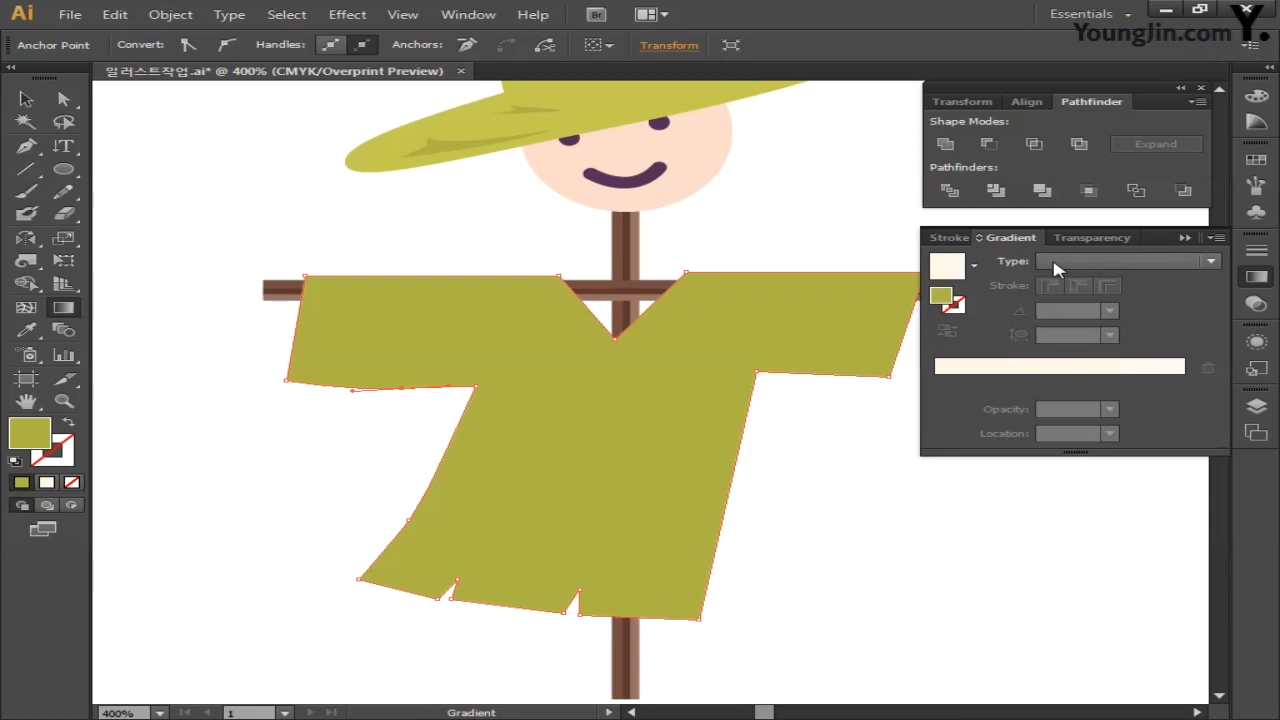 Ai File Edit Object Type Select Effect View Window Help Br Essentials
YoungJin.com Y.
Anchor Point Convert: Handles: Anchors: Transform
일러스트작업.ai* @ 400% (CMYK/Overprint Preview) ×
Transform Align Pathfinder
Shape Modes:
Expand
Pathfinders:
Stroke Gradient Transparency
Type:
Stroke:
Opacity:
Location:
400% 1 Gradient